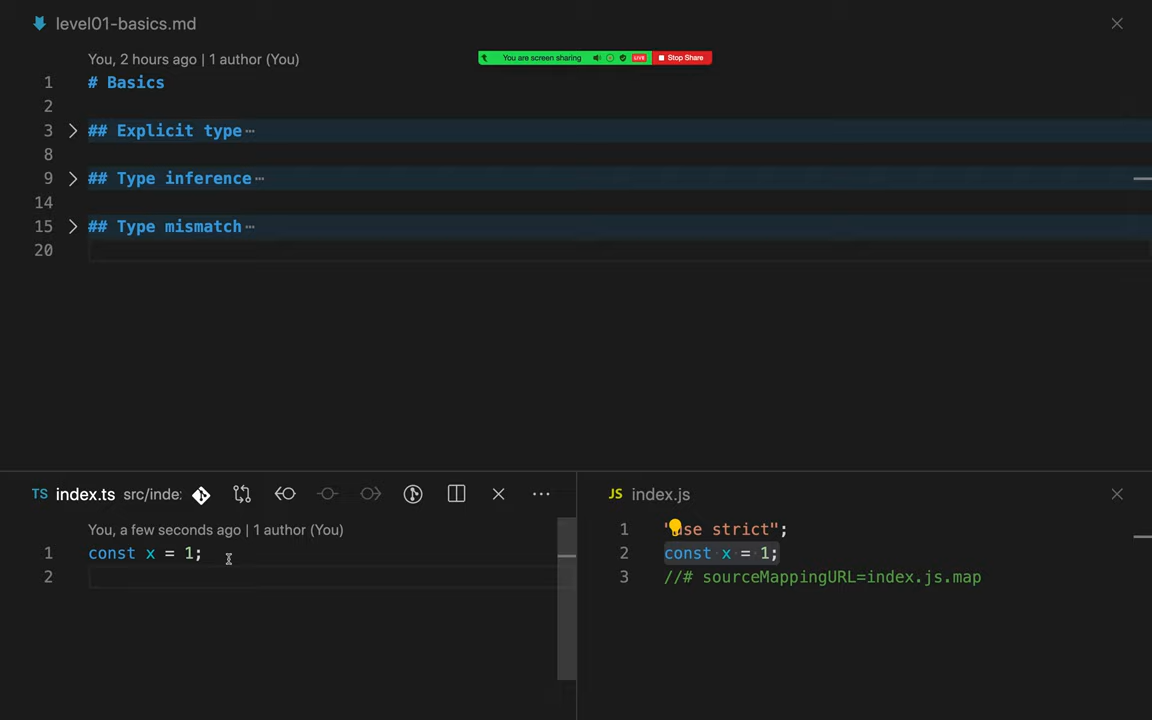 level01-basics.md
You, 2 hours ago | 1 author (You)
You are screen sharing LIVE Stop Share
1 # Basics
2
3 ## Explicit type⋯
8
9 ## Type inference⋯
14
15 ## Type mismatch⋯
20
TS index.ts src/inde:
You, a few seconds ago | 1 author (You)
1 const x = 1;
2
JS index.js
1 "use strict";
2 const x = 1;
3 //# sourceMappingURL=index.js.map